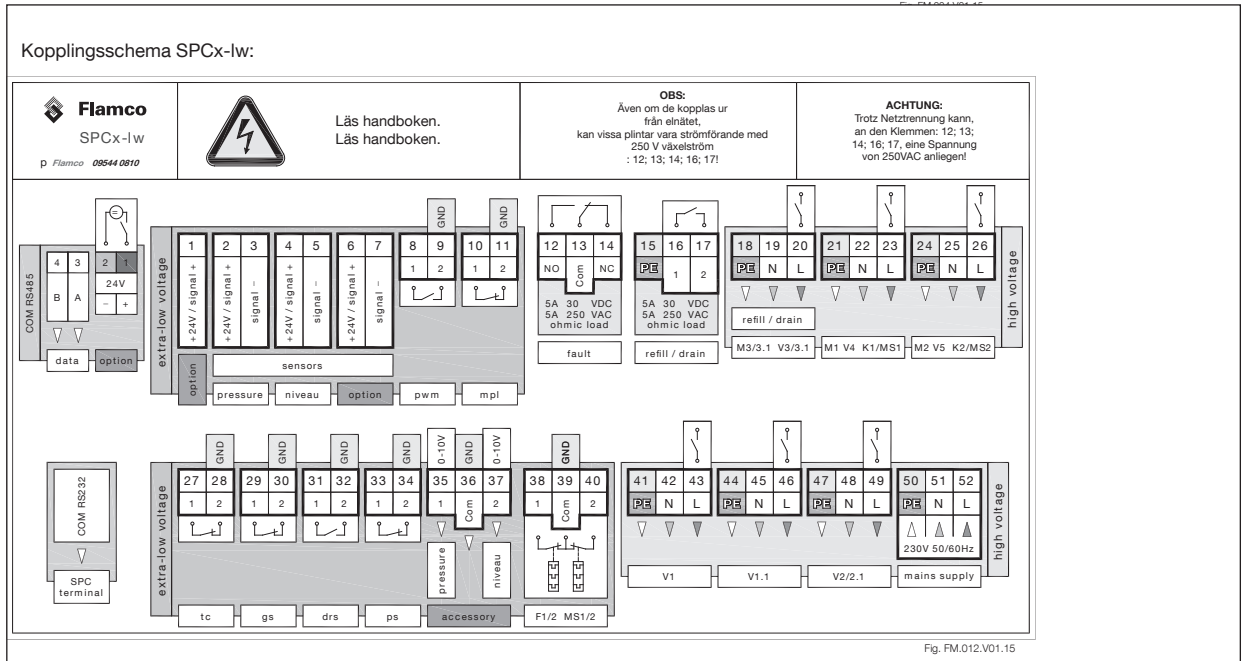 Kopplingsschema SPCx-lw:
Flamco
SPCx-lw
p Flamco 09544 0810
Läs handboken.
Läs handboken.
OBS:
Även om de kopplas ur
från elnätet,
kan vissa plintar vara strömförande med
250 V växelström
: 12; 13; 14; 16; 17!
ACHTUNG:
Trotz Netztrennung kann,
an den Klemmen: 12; 13;
14; 16; 17, eine Spannung
von 250VAC anliegen!
COM RS485
4 3 2 1
B A 24V
- +
data option
extra-low voltage
GND GND
1 2 3 4 5 6 7 8 9 10 11
+24V / signal + +24V / signal + signal - +24V / signal + signal - +24V / signal + signal - 1 2 1 2
option sensors
pressure niveau option pwm mpl
12 13 14 15 16 17
NO Com NC PE 1 2
5A 30 VDC 5A 30 VDC
5A 250 VAC 5A 250 VAC
ohmic load ohmic load
fault refill / drain
18 19 20 21 22 23 24 25 26
PE N L PE N L PE N L
refill / drain
M3/3.1 V3/3.1 M1 V4 K1/MS1 M2 V5 K2/MS2
high voltage
COM RS232
SPC
terminal
extra-low voltage
GND GND GND GND 0-10V GND 0-10V GND
27 28 29 30 31 32 33 34 35 36 37 38 39 40
1 2 1 2 1 2 1 2 1 Com 2 1 Com 2
pressure niveau
tc gs drs ps accessory F1/2 MS1/2
41 42 43 44 45 46 47 48 49 50 51 52
PE N L PE N L PE N L PE N L
230V 50/60Hz
V1 V1.1 V2/2.1 mains supply
high voltage
Fig. FM.012.V01.15